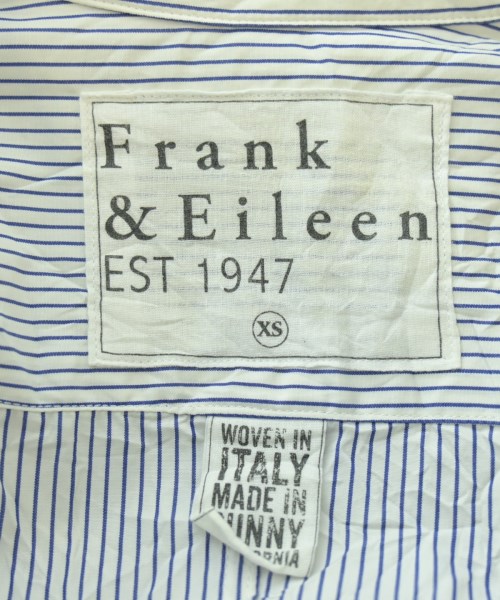 Frank
& Eileen
EST 1947
XS
WOVEN IN
ITALY
MADE IN